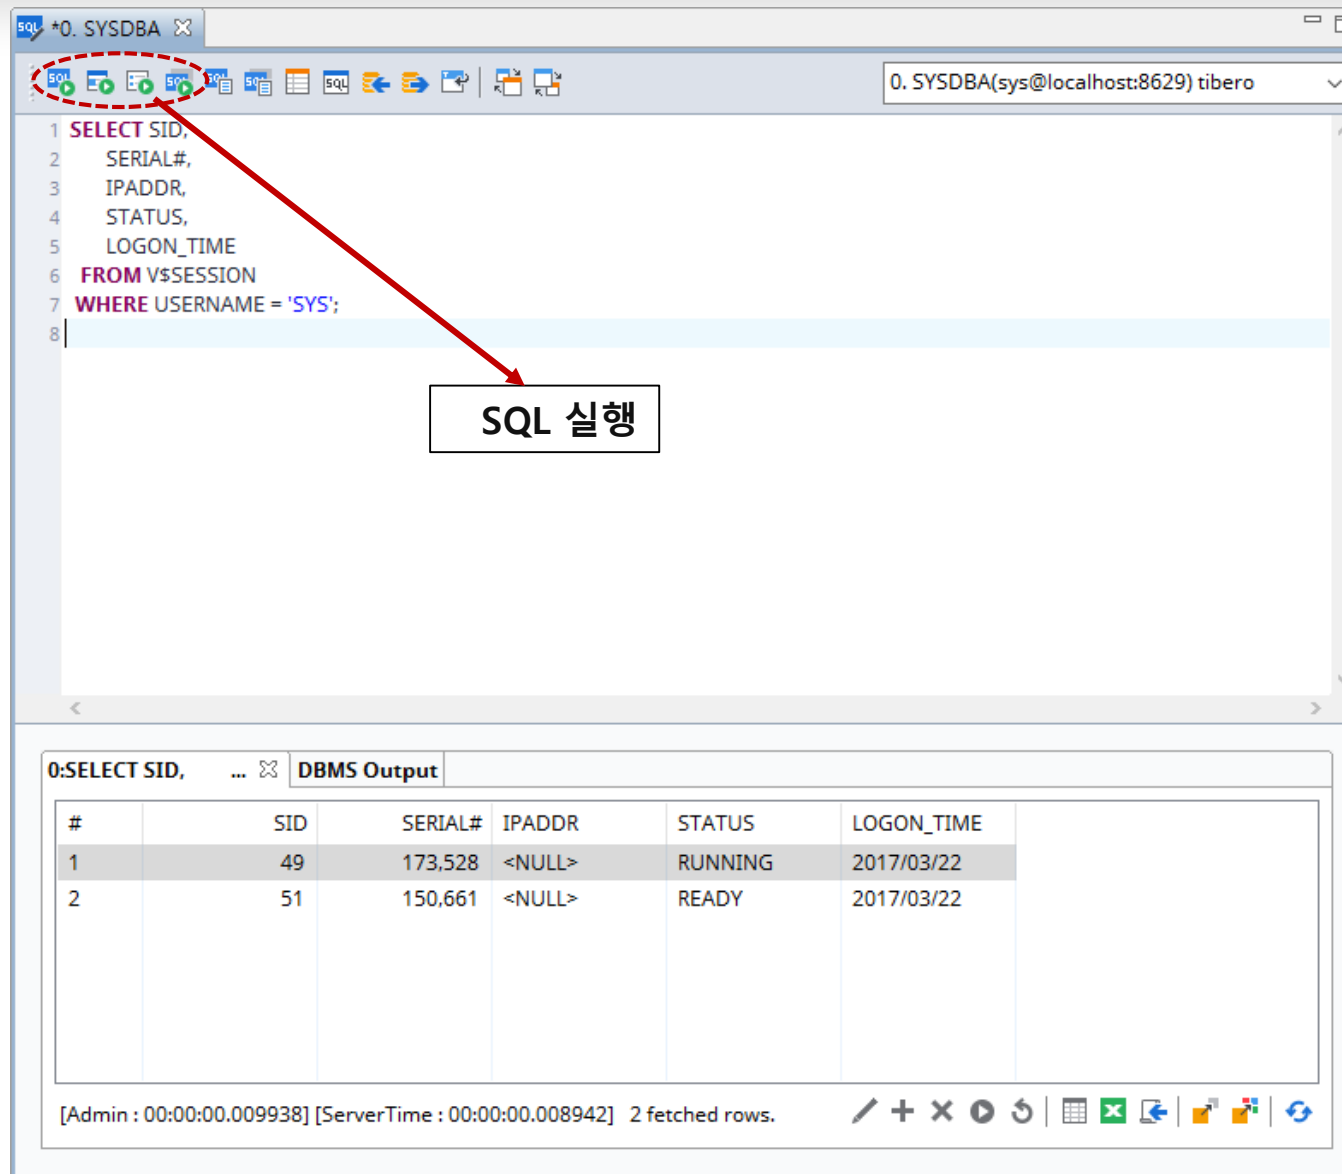 *0. SYSDBA
0. SYSDBA(sys@localhost:8629) tibero
1 SELECT SID,
2 SERIAL#,
3 IPADDR,
4 STATUS,
5 LOGON_TIME
6 FROM V$SESSION
7 WHERE USERNAME = 'SYS';
8
SQL 실행
0:SELECT SID, ... DBMS Output
# SID SERIAL# IPADDR STATUS LOGON_TIME
1 49 173,528 <NULL> RUNNING 2017/03/22
2 51 150,661 <NULL> READY 2017/03/22
[Admin : 00:00:00.009938] [ServerTime : 00:00:00.008942] 2 fetched rows.